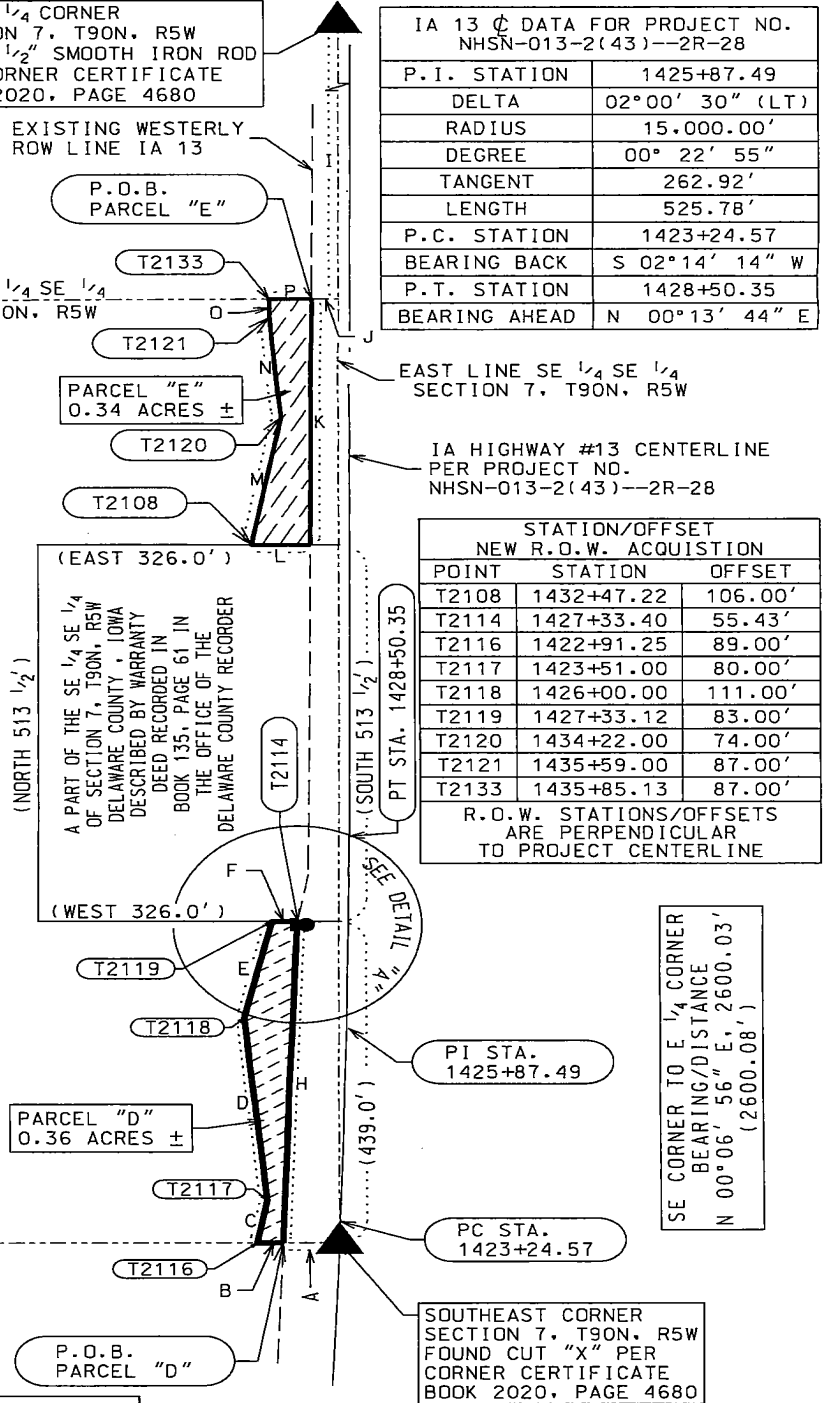 1/4 CORNER
ON 7, T90N, R5W
1/2" SMOOTH IRON ROD
ORNER CERTIFICATE
2020, PAGE 4680
EXISTING WESTERLY
ROW LINE IA 13
P.O.B.
PARCEL "E"
T2133
1/4 SE 1/4
ON, R5W
P
O
I
J
T2121
N
PARCEL "E"
0.34 ACRES ±
K
T2120
M
T2108
L
IA 13 ℄ DATA FOR PROJECT NO.
NHSN-013-2(43)--2R-28
P.I. STATION 1425+87.49
DELTA 02°00' 30" (LT)
RADIUS 15,000.00'
DEGREE 00° 22' 55"
TANGENT 262.92'
LENGTH 525.78'
P.C. STATION 1423+24.57
BEARING BACK S 02°14' 14" W
P.T. STATION 1428+50.35
BEARING AHEAD N 00°13' 44" E
EAST LINE SE 1/4 SE 1/4
SECTION 7, T90N, R5W
IA HIGHWAY #13 CENTERLINE
PER PROJECT NO.
NHSN-013-2(43)--2R-28
STATION/OFFSET
NEW R.O.W. ACQUISTION
POINT STATION OFFSET
T2108 1432+47.22 106.00'
T2114 1427+33.40 55.43'
T2116 1422+91.25 89.00'
T2117 1423+51.00 80.00'
T2118 1426+00.00 111.00'
T2119 1427+33.12 83.00'
T2120 1434+22.00 74.00'
T2121 1435+59.00 87.00'
T2133 1435+85.13 87.00'
R.O.W. STATIONS/OFFSETS
ARE PERPENDICULAR
TO PROJECT CENTERLINE
(EAST 326.0')
(NORTH 513 1/2')
A PART OF THE SE 1/4 SE 1/4
OF SECTION 7, T90N, R5W
DELAWARE COUNTY , IOWA
DESCRIBED BY WARRANTY
DEED RECORDED IN
BOOK 135, PAGE 61 IN
THE OFFICE OF THE
DELAWARE COUNTY RECORDER
T2114
(SOUTH 513 1/2')
PT STA. 1428+50.35
(WEST 326.0')
F
SEE DETAIL "A"
T2119
E
T2118
H
D
PARCEL "D"
0.36 ACRES ±
T2117
C
T2116
B
A
(439.0')
PI STA.
1425+87.49
PC STA.
1423+24.57
SE CORNER TO E 1/4 CORNER
BEARING/DISTANCE
N 00°06' 56" E, 2600.03'
(2600.08')
P.O.B.
PARCEL "D"
SOUTHEAST CORNER
SECTION 7, T90N, R5W
FOUND CUT "X" PER
CORNER CERTIFICATE
BOOK 2020, PAGE 4680